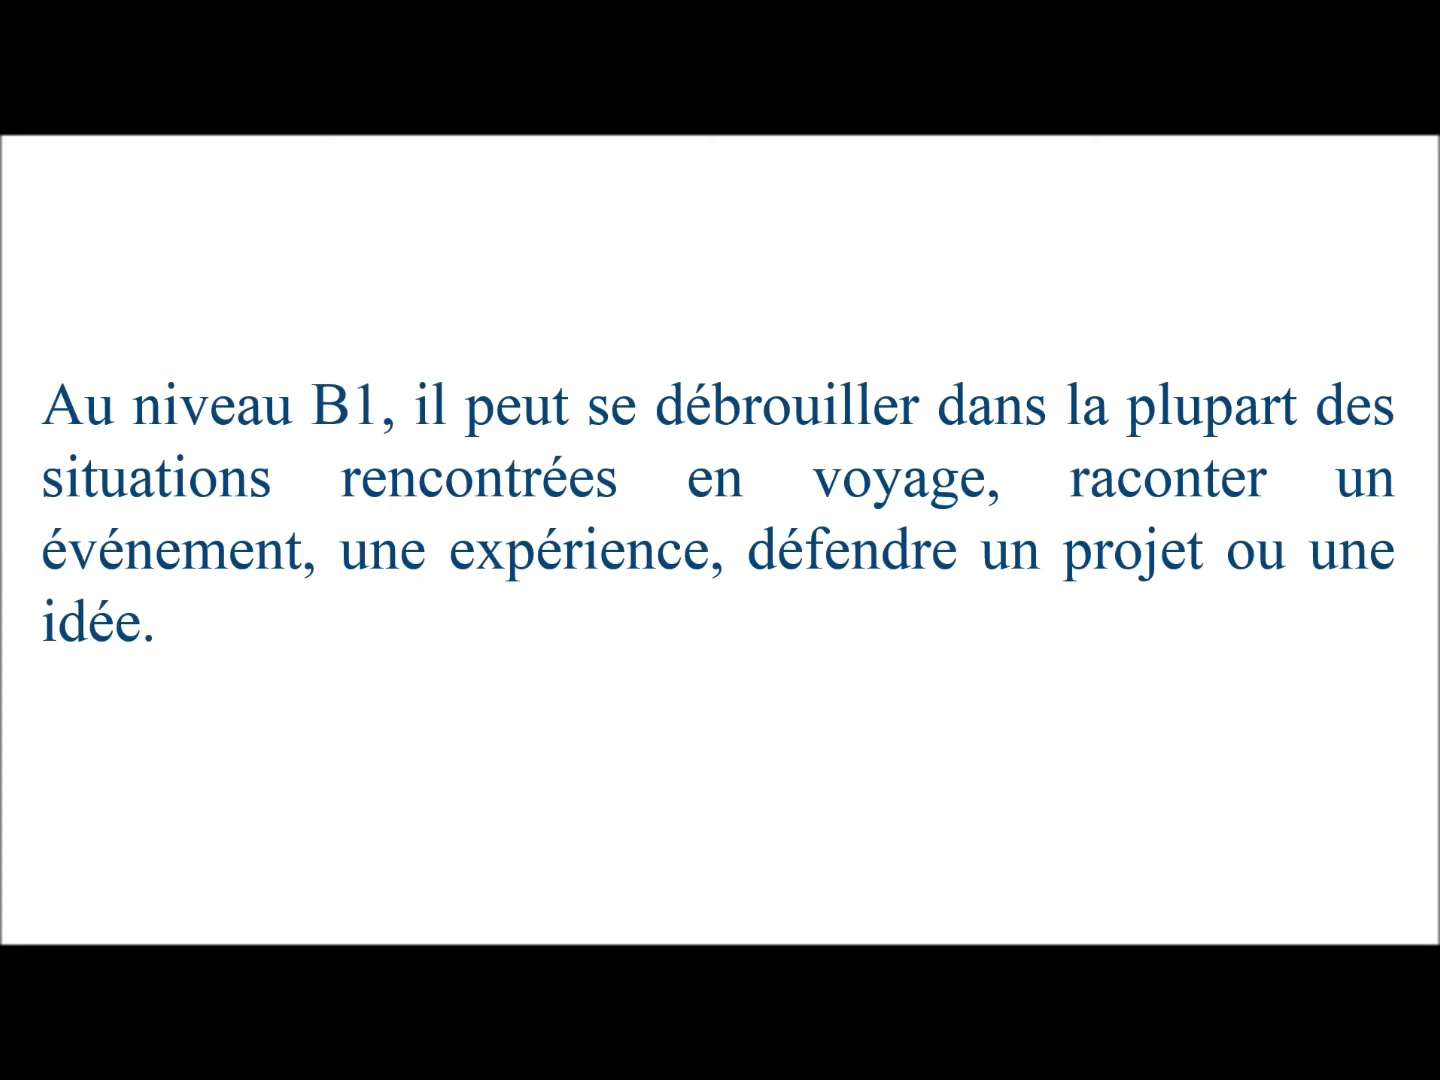 Au niveau B1, il peut se débrouiller dans la plupart des
situations rencontrées en voyage, raconter un
événement, une expérience, défendre un projet ou une
idée.